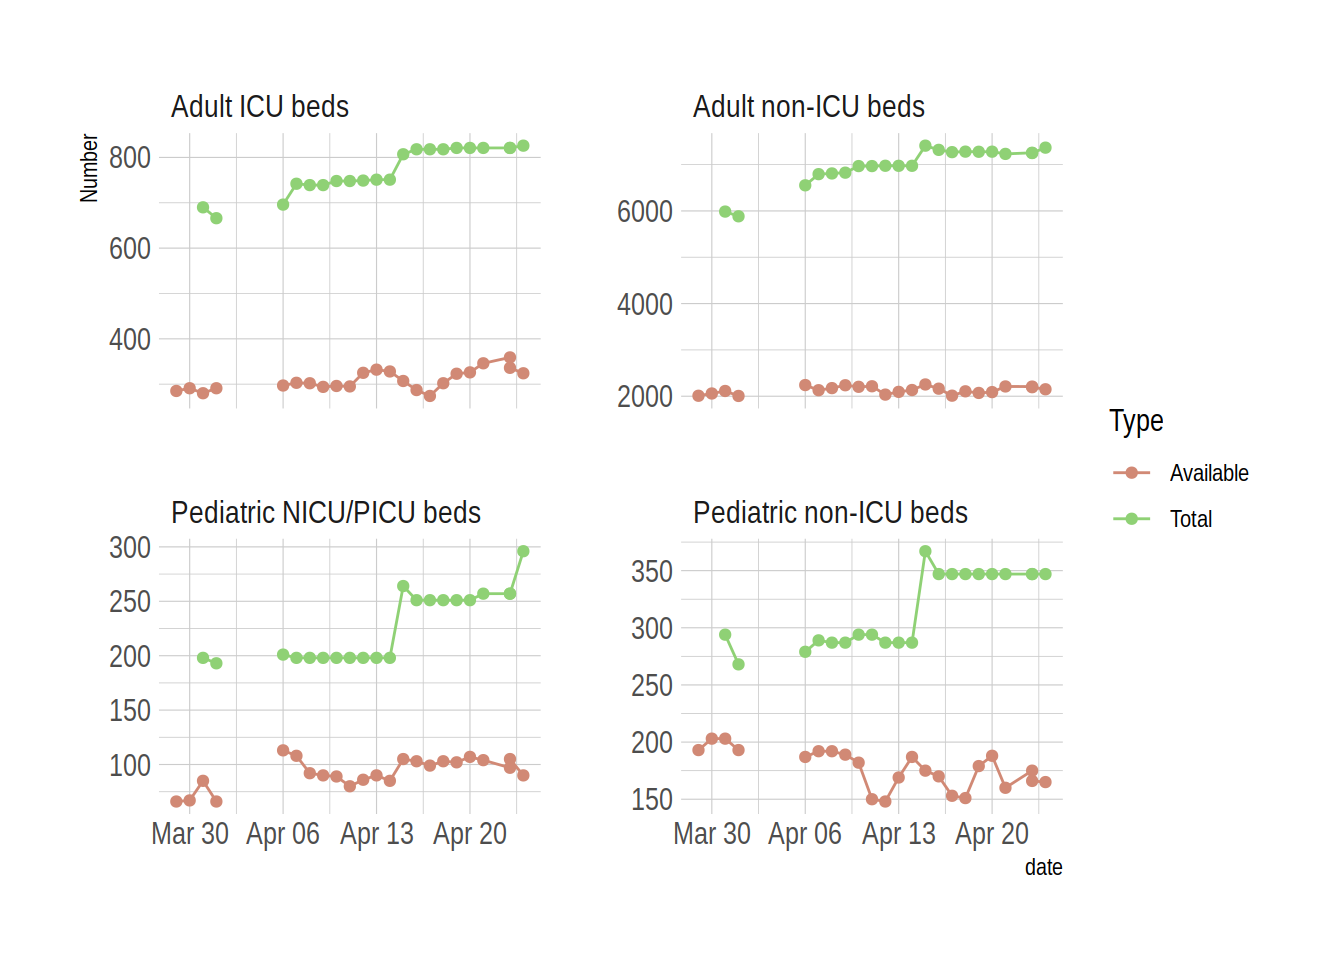 Adult ICU beds
Adult non-ICU beds
Number
800
600
400
6000
4000
2000
Type
Available
Total
Pediatric NICU/PICU beds
Pediatric non-ICU beds
300
250
200
150
100
350
300
250
200
150
Mar 30 Apr 06 Apr 13 Apr 20
Mar 30 Apr 06 Apr 13 Apr 20
date